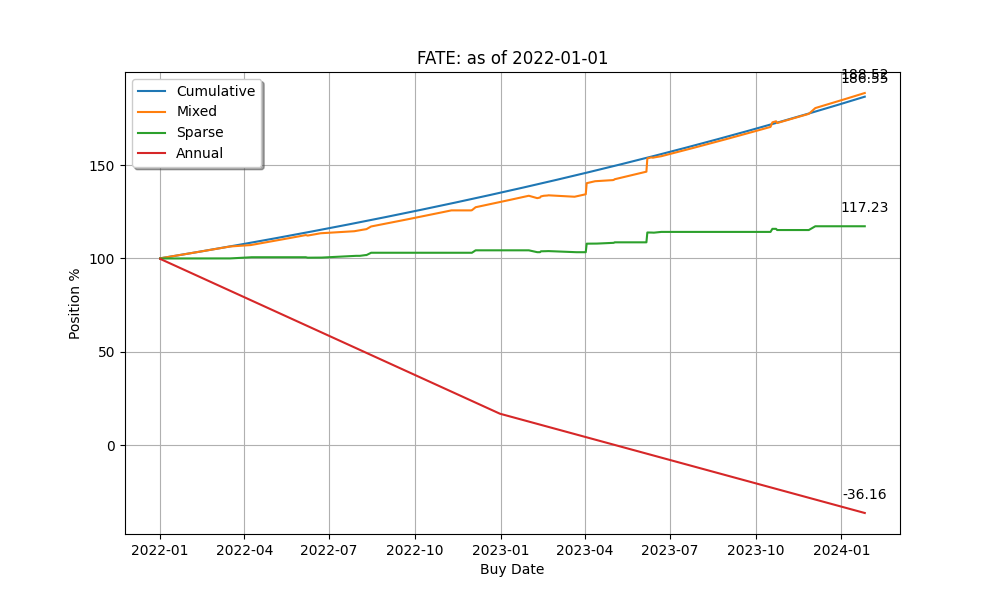 FATE: as of 2022-01-01
Cumulative
Mixed
Sparse
Annual
150
100
50
0
Position %
117.23
-36.16
2022-01 2022-04 2022-07 2022-10 2023-01 2023-04 2023-07 2023-10 2024-01
Buy Date